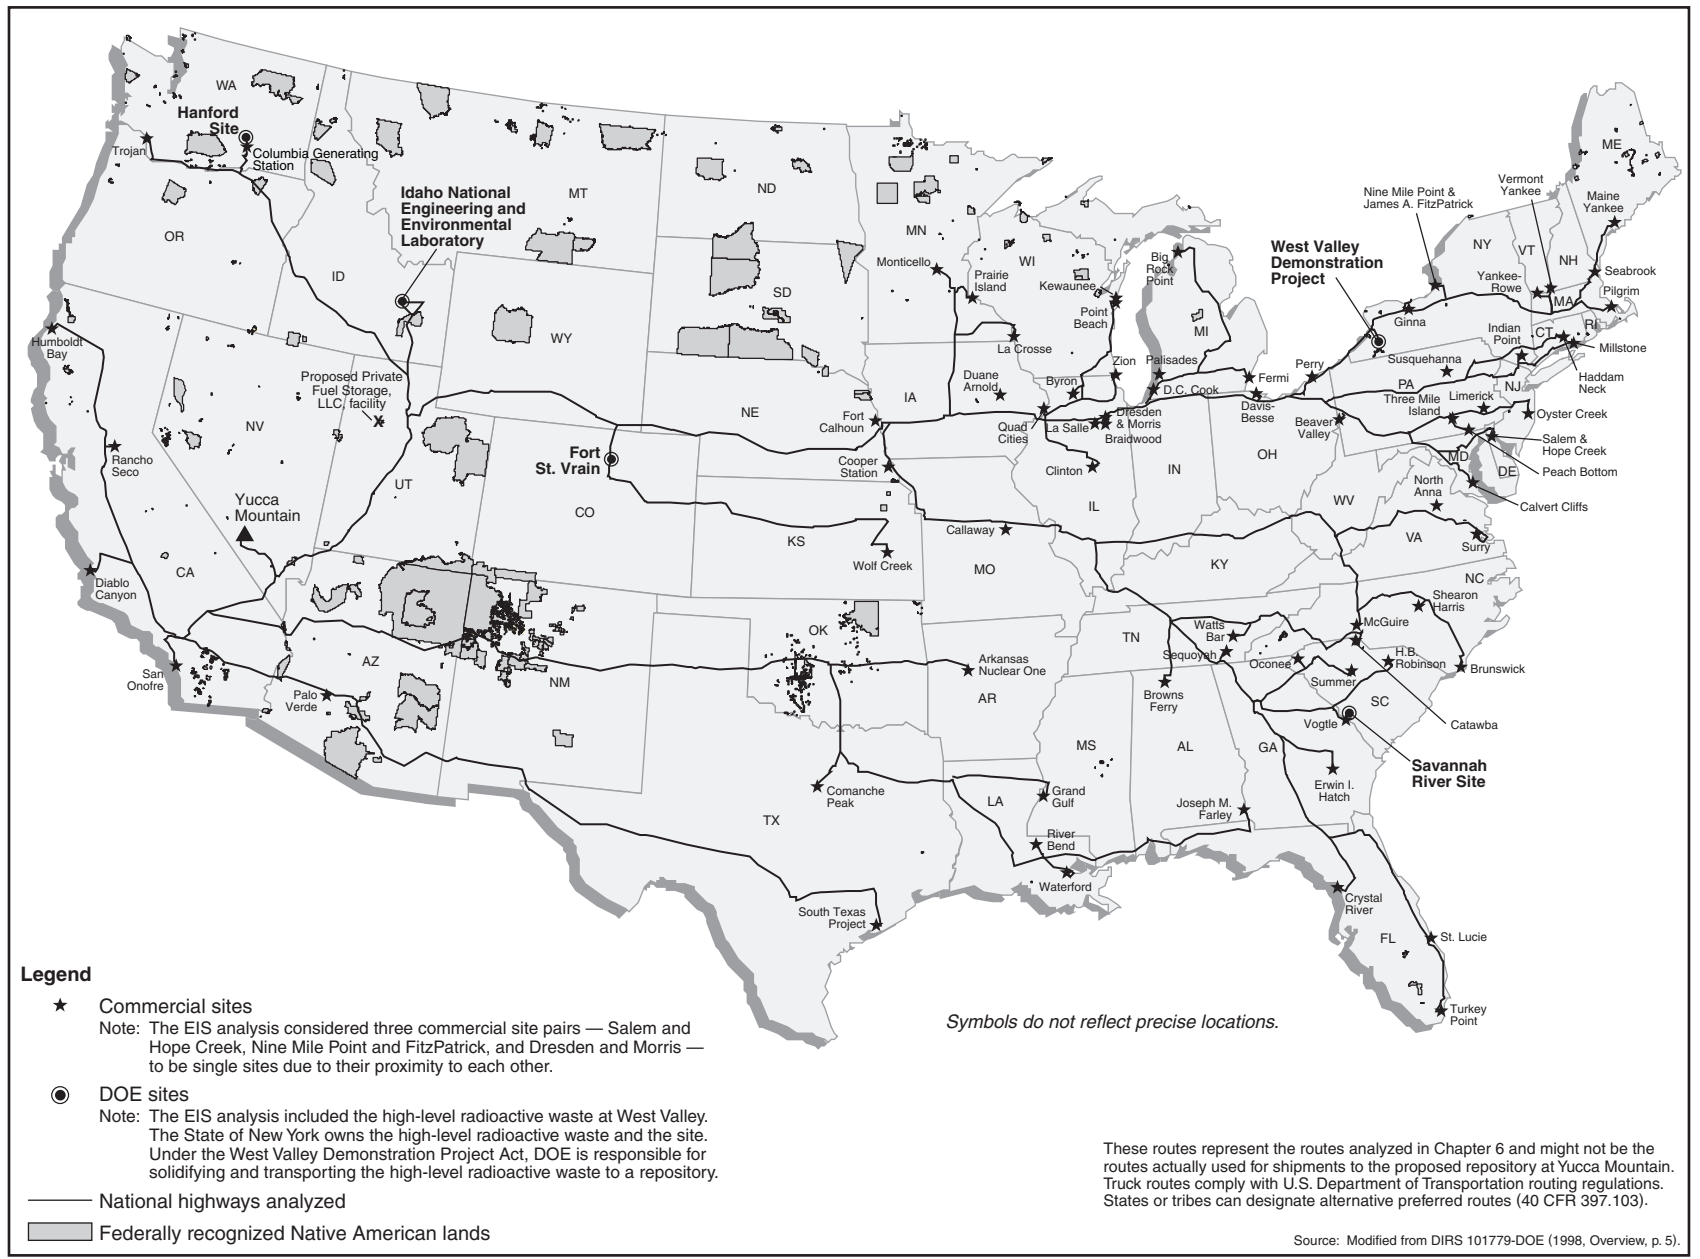 WA
Hanford
Site
Trojan
Columbia Generating
Station
Idaho National
Engineering and
Environmental
Laboratory
MT
ND
OR
ID
MN
Monticello
Prairie
Island
WI
Kewaunee
Point
Beach
Big
Rock
Point
MI
Nine Mile Point &
James A. FitzPatrick
Vermont
Yankee
ME
Maine
Yankee
NY
VT
NH
West Valley
Demonstration
Project
Yankee-
Rowe
Seabrook
MA
Pilgrim
Ginna
Indian
Point
CT
RI
Millstone
Haddam
Neck
SD
WY
Humboldt
Bay
La Crosse
Zion
Palisades
Perry
Susquehanna
Proposed Private
Fuel Storage,
LLC, facility
X
Duane
Arnold
Byron
D.C. Cook
Fermi
PA
NJ
NE
IA
Fort
Calhoun
Quad
Cities
La Salle
Dresden
& Morris
Braidwood
Davis-
Besse
Beaver
Valley
Three Mile
Island
Limerick
Oyster Creek
NV
Rancho
Seco
Fort
St. Vrain
Cooper
Station
Clinton
IN
OH
MD
DE
Salem &
Hope Creek
Peach Bottom
UT
Yucca
Mountain
CO
IL
WV
North
Anna
Calvert Cliffs
KS
Callaway
VA
Surry
CA
Diablo
Canyon
Wolf Creek
MO
KY
NC
Shearon
Harris
OK
TN
Watts
Bar
Sequoyah
McGuire
AZ
San
Onofre
NM
Arkansas
Nuclear One
Oconee
H.B.
Robinson
Brunswick
Summer
Palo
Verde
AR
Browns
Ferry
SC
Vogtle
Catawba
MS
AL
GA
Savannah
River Site
Erwin I.
Hatch
Comanche
Peak
LA
Grand
Gulf
Joseph M.
Farley
TX
River
Bend
Waterford
South Texas
Project
Crystal
River
FL
St. Lucie
Turkey
Point
Symbols do not reflect precise locations.
Legend
Commercial sites
Note: The EIS analysis considered three commercial site pairs — Salem and
Hope Creek, Nine Mile Point and FitzPatrick, and Dresden and Morris —
to be single sites due to their proximity to each other.
DOE sites
Note: The EIS analysis included the high-level radioactive waste at West Valley.
The State of New York owns the high-level radioactive waste and the site.
Under the West Valley Demonstration Project Act, DOE is responsible for
solidifying and transporting the high-level radioactive waste to a repository.
National highways analyzed
Federally recognized Native American lands
These routes represent the routes analyzed in Chapter 6 and might not be the
routes actually used for shipments to the proposed repository at Yucca Mountain.
Truck routes comply with U.S. Department of Transportation routing regulations.
States or tribes can designate alternative preferred routes (40 CFR 397.103).
Source: Modified from DIRS 101779-DOE (1998, Overview, p. 5).